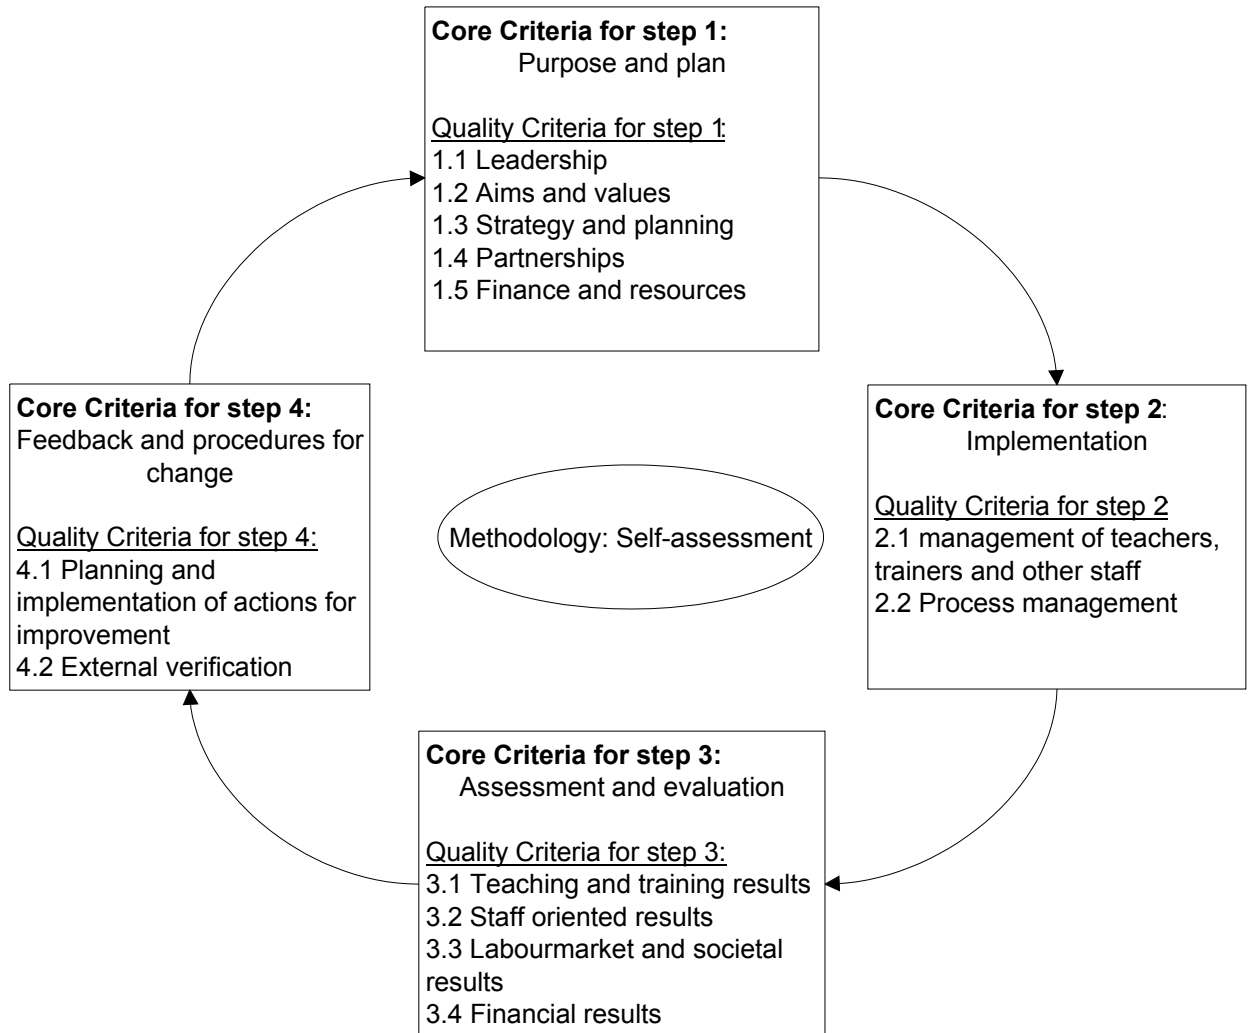 Core Criteria for step 1:
Purpose and plan
Quality Criteria for step 1:
1.1 Leadership
1.2 Aims and values
1.3 Strategy and planning
1.4 Partnerships
1.5 Finance and resources
Core Criteria for step 2:
Implementation
Quality Criteria for step 2
2.1 management of teachers,
trainers and other staff
2.2 Process management
Core Criteria for step 3:
Assessment and evaluation
Quality Criteria for step 3:
3.1 Teaching and training results
3.2 Staff oriented results
3.3 Labourmarket and societal
results
3.4 Financial results
Core Criteria for step 4:
Feedback and procedures for
change
Quality Criteria for step 4:
4.1 Planning and
implementation of actions for
improvement
4.2 External verification
Methodology: Self-assessment